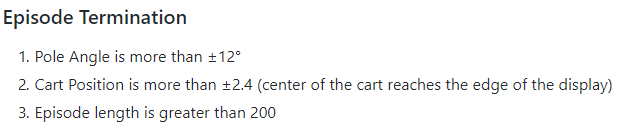 Episode Termination
1. Pole Angle is more than ±12°
2. Cart Position is more than ±2.4 (center of the cart reaches the edge of the display)
3. Episode length is greater than 200